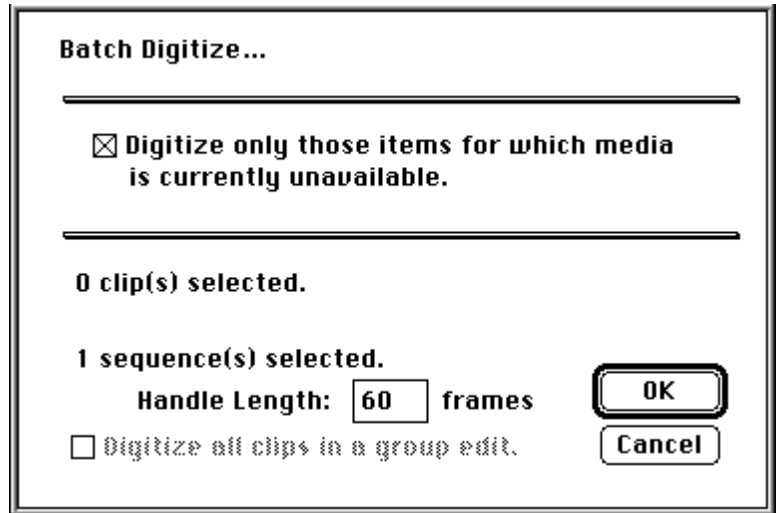 Batch Digitize...
Digitize only those items for which media
is currently unavailable.
0 clip(s) selected.
1 sequence(s) selected.
Handle Length: 60 frames
OK
Digitize all clips in a group edit.
Cancel